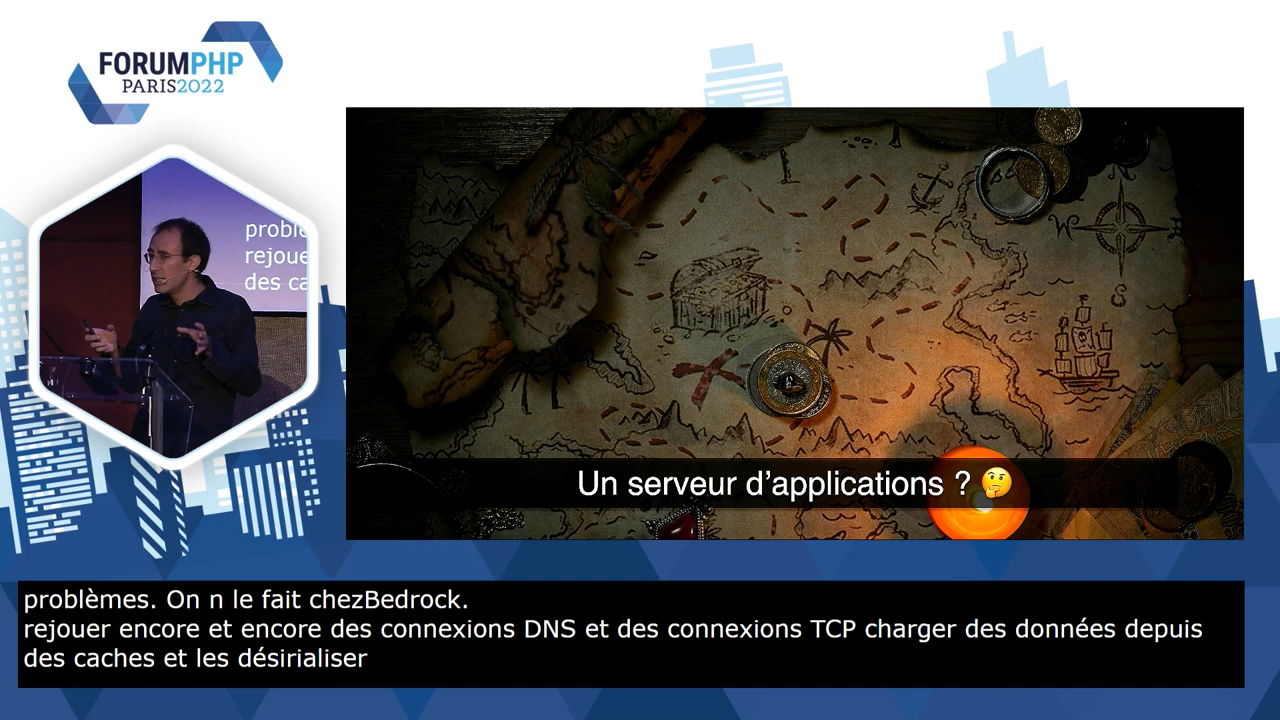 FORUMPHP
PARIS2022
problè
rejoue
des ca
W
S
Un serveur d’applications ? 🤔
problèmes. On n le fait chezBedrock.
rejouer encore et encore des connexions DNS et des connexions TCP charger des données depuis
des caches et les désirialiser